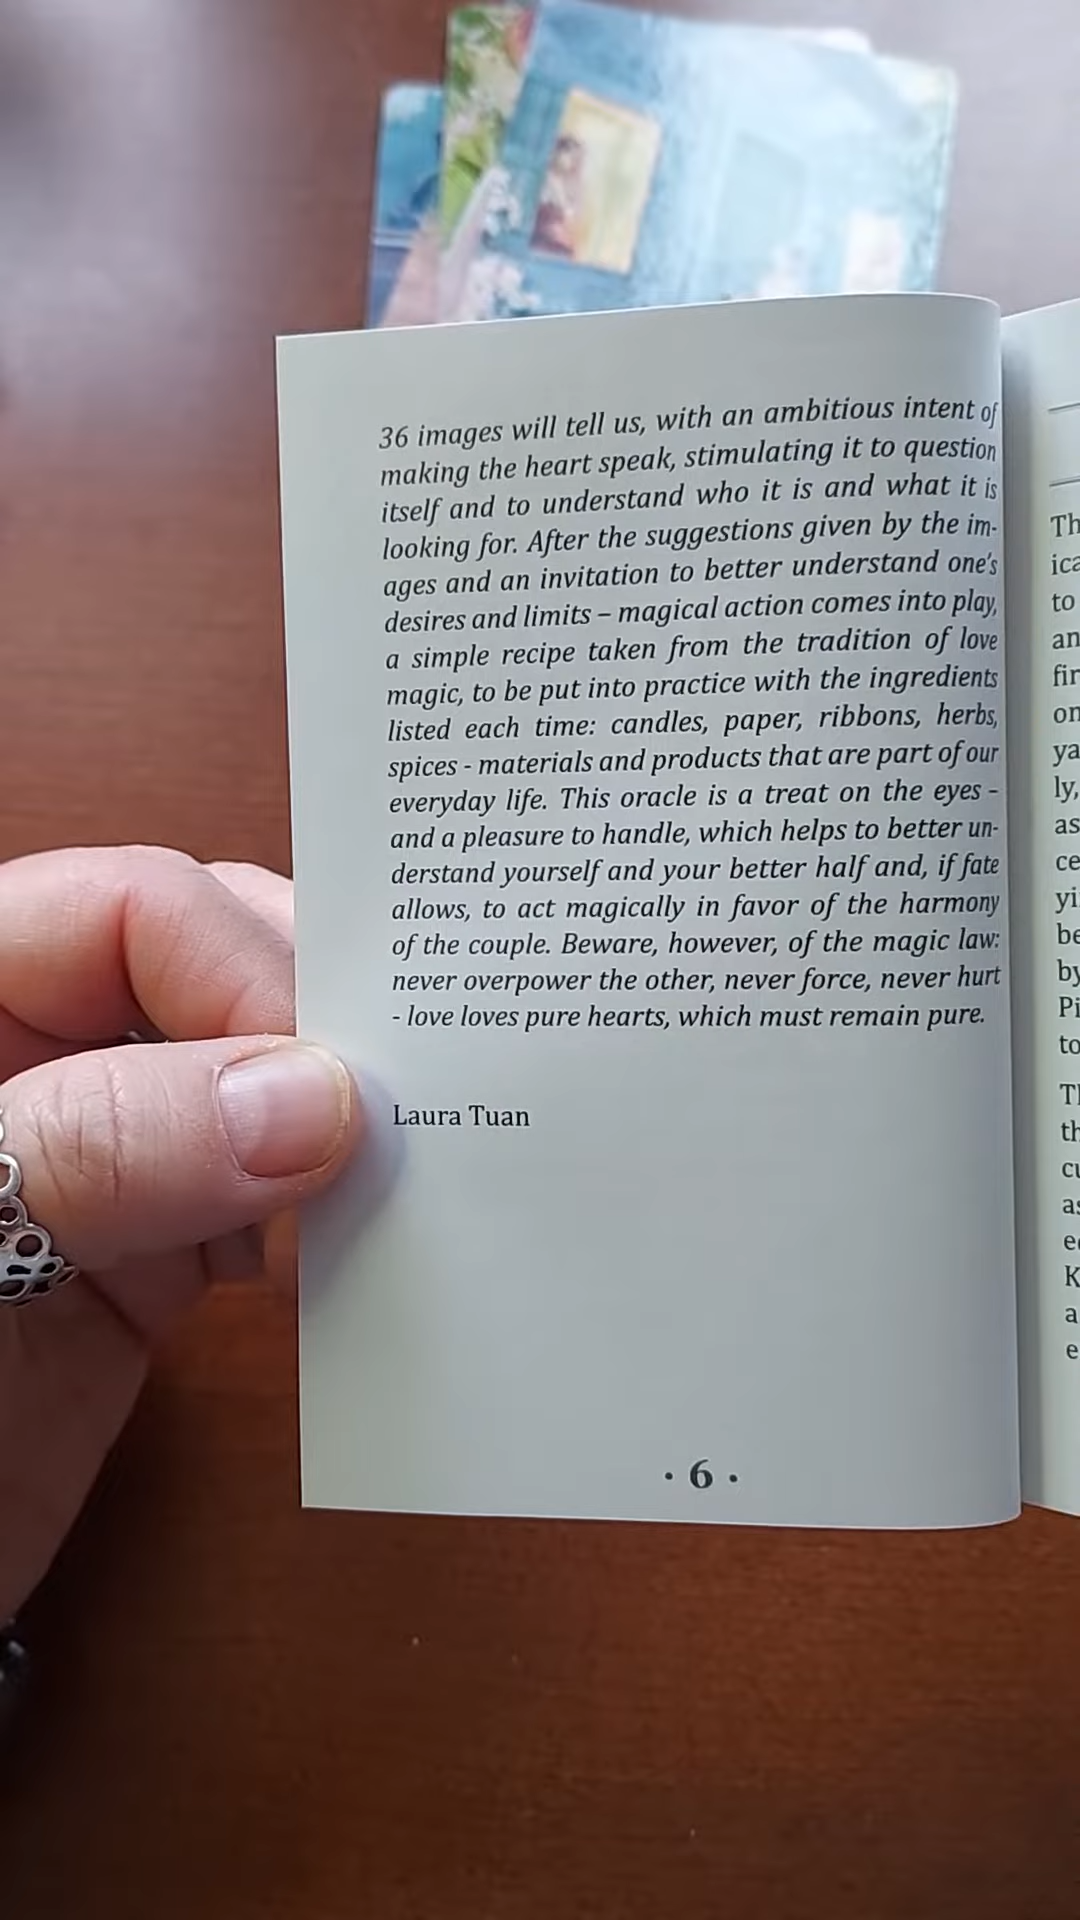 36 images will tell us, with an ambitious intent of
making the heart speak, stimulating it to question
itself and to understand who it is and what it is
looking for. After the suggestions given by the im-
ages and an invitation to better understand one's
desires and limits – magical action comes into play,
a simple recipe taken from the tradition of love
magic, to be put into practice with the ingredients
listed each time: candles, paper, ribbons, herbs,
spices - materials and products that are part of our
everyday life. This oracle is a treat on the eyes –
and a pleasure to handle, which helps to better un-
derstand yourself and your better half and, if fate
allows, to act magically in favor of the harmony
of the couple. Beware, however, of the magic law:
never overpower the other, never force, never hurt
- love loves pure hearts, which must remain pure.
Laura Tuan
· 6 ·